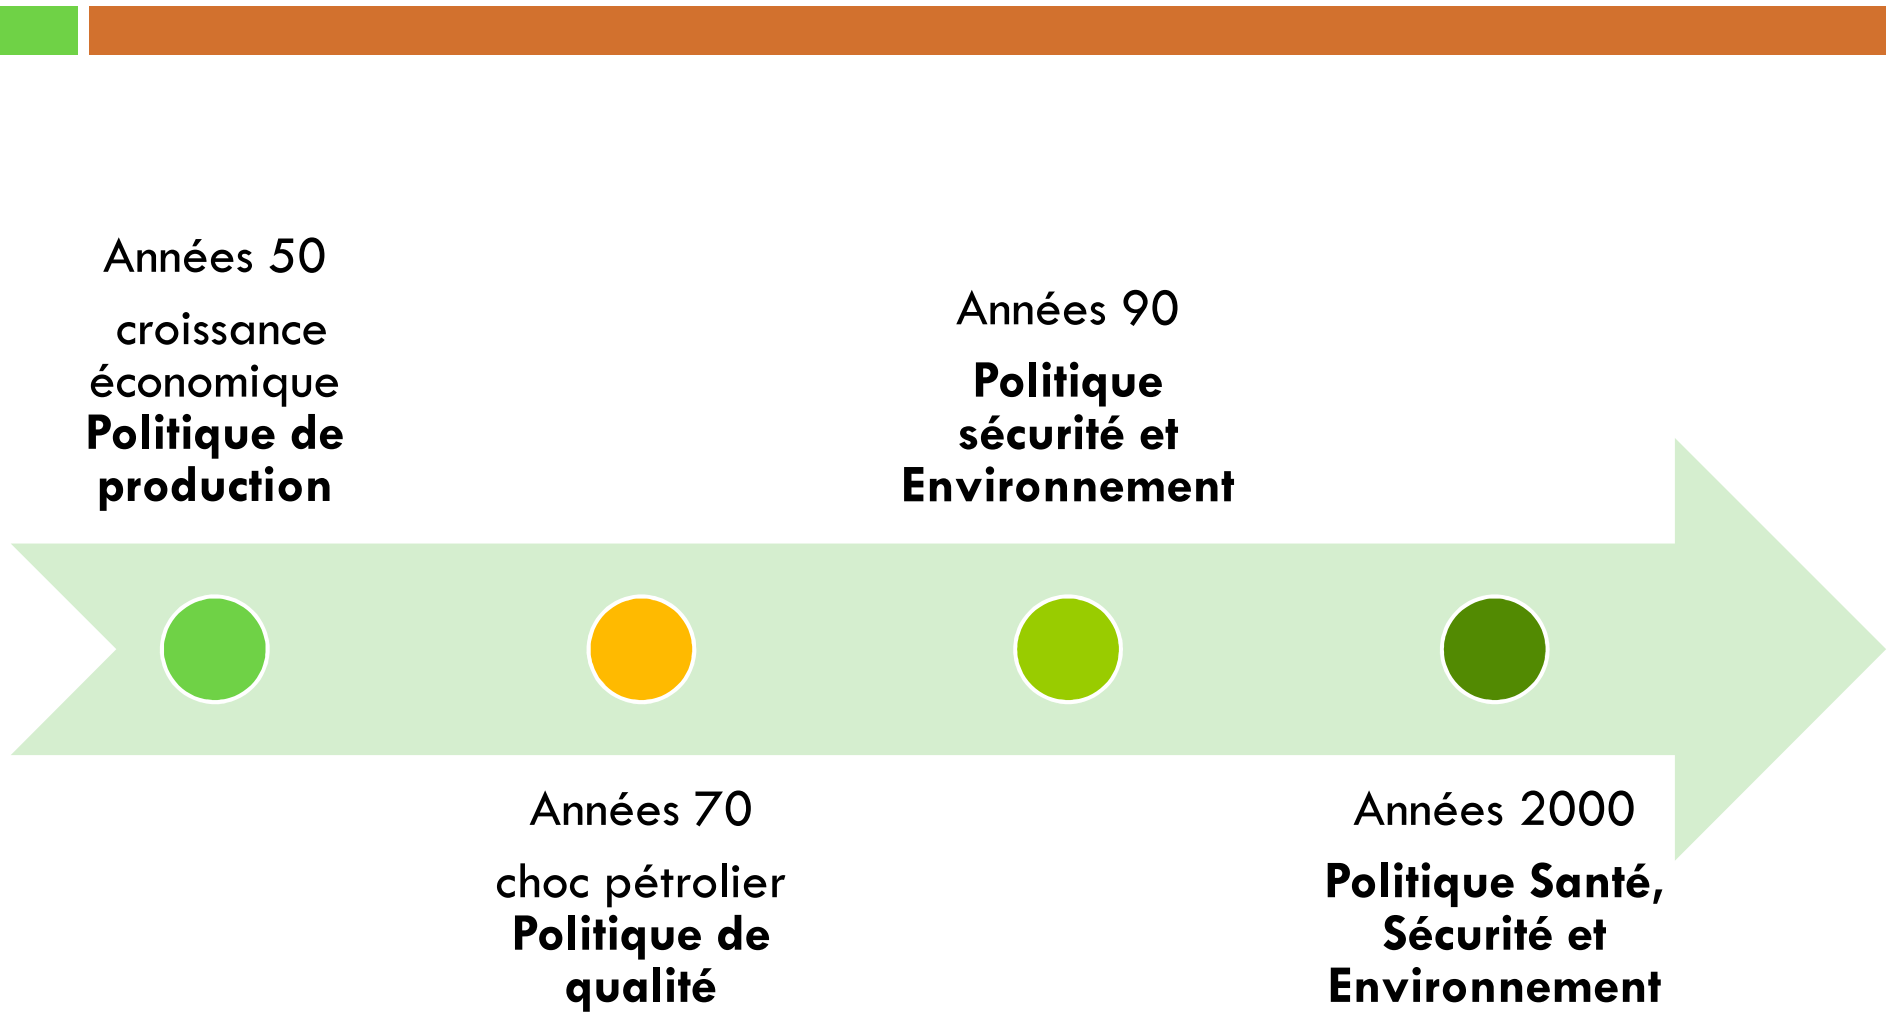 Années 50
croissance
économique
Politique de
production
Années 70
choc pétrolier
Politique de
qualité
Années 90
Politique
sécurité et
Environnement
Années 2000
Politique Santé,
Sécurité et
Environnement